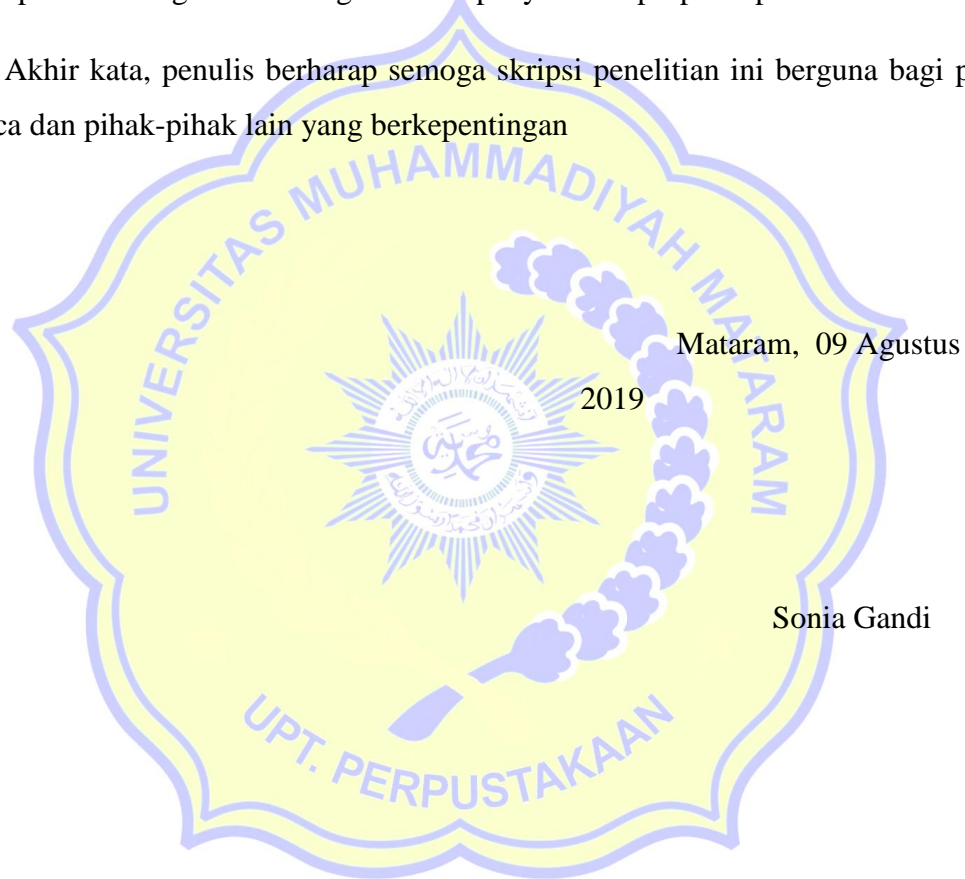 Akhir kata, penulis berharap semoga skripsi penelitian ini berguna bagi p
ca dan pihak-pihak lain yang berkepentingan
UNIVERSITAS MUHAMMADIYAH MATARAM
Mataram, 09 Agustus
2019
Sonia Gandi
UPT. PERPUSTAKAAN